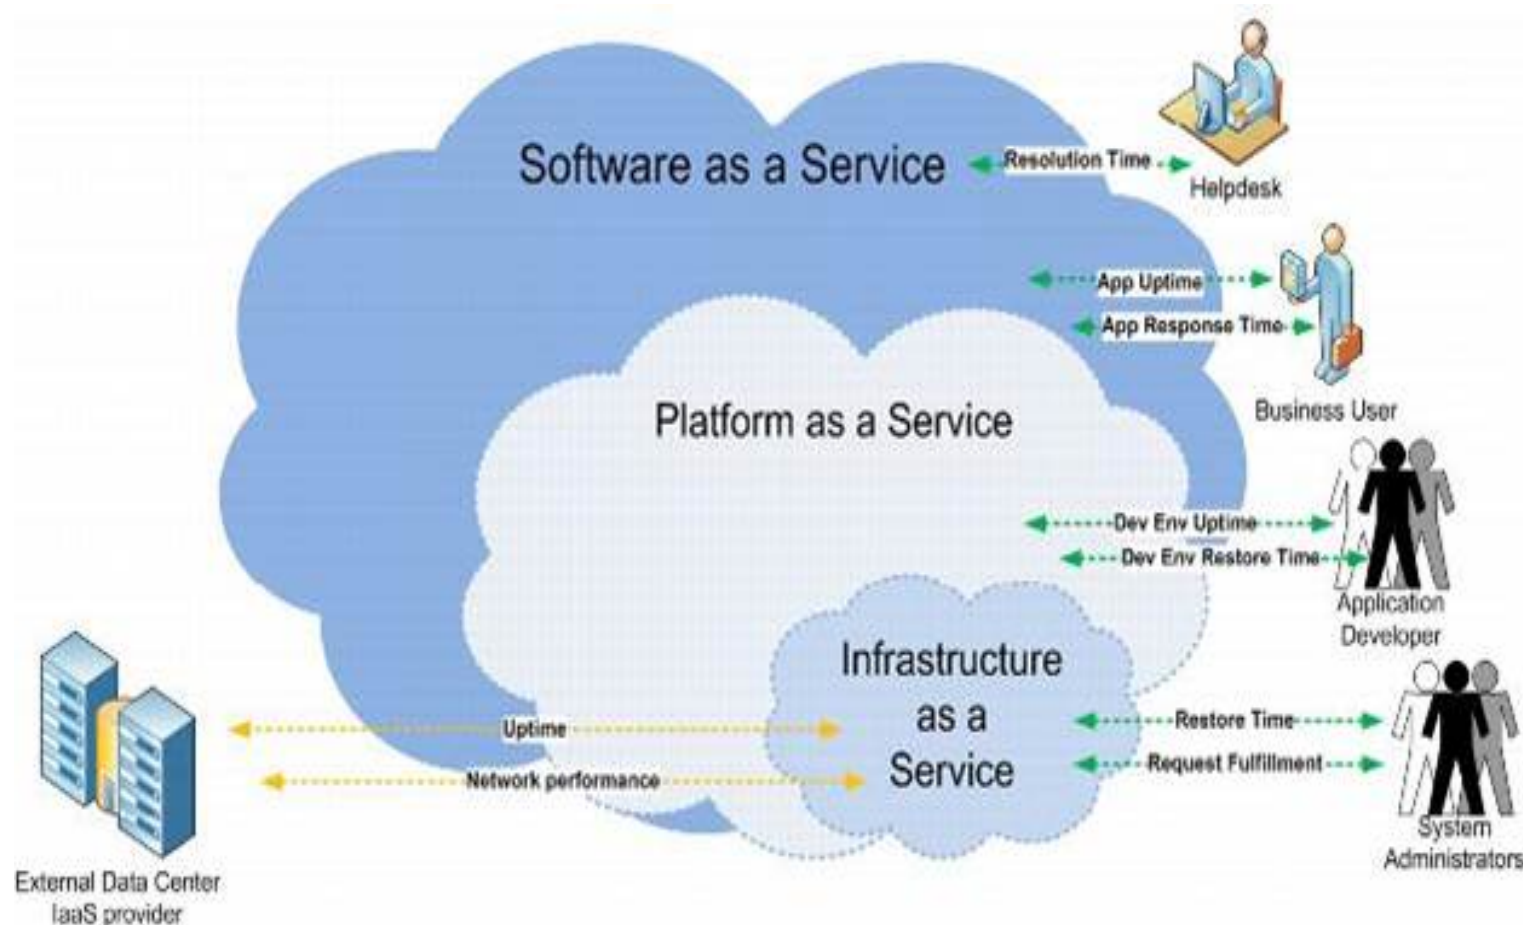 Software as a Service
Resolution Time
Helpdesk
App Uptime
App Response Time
Business User
Platform as a Service
Dev Env Uptime
Dev Env Restore Time
Application
Developer
Infrastructure
as a
Service
Uptime
Network performance
Restore Time
Request Fulfillment
System
Administrators
External Data Center
IaaS provider